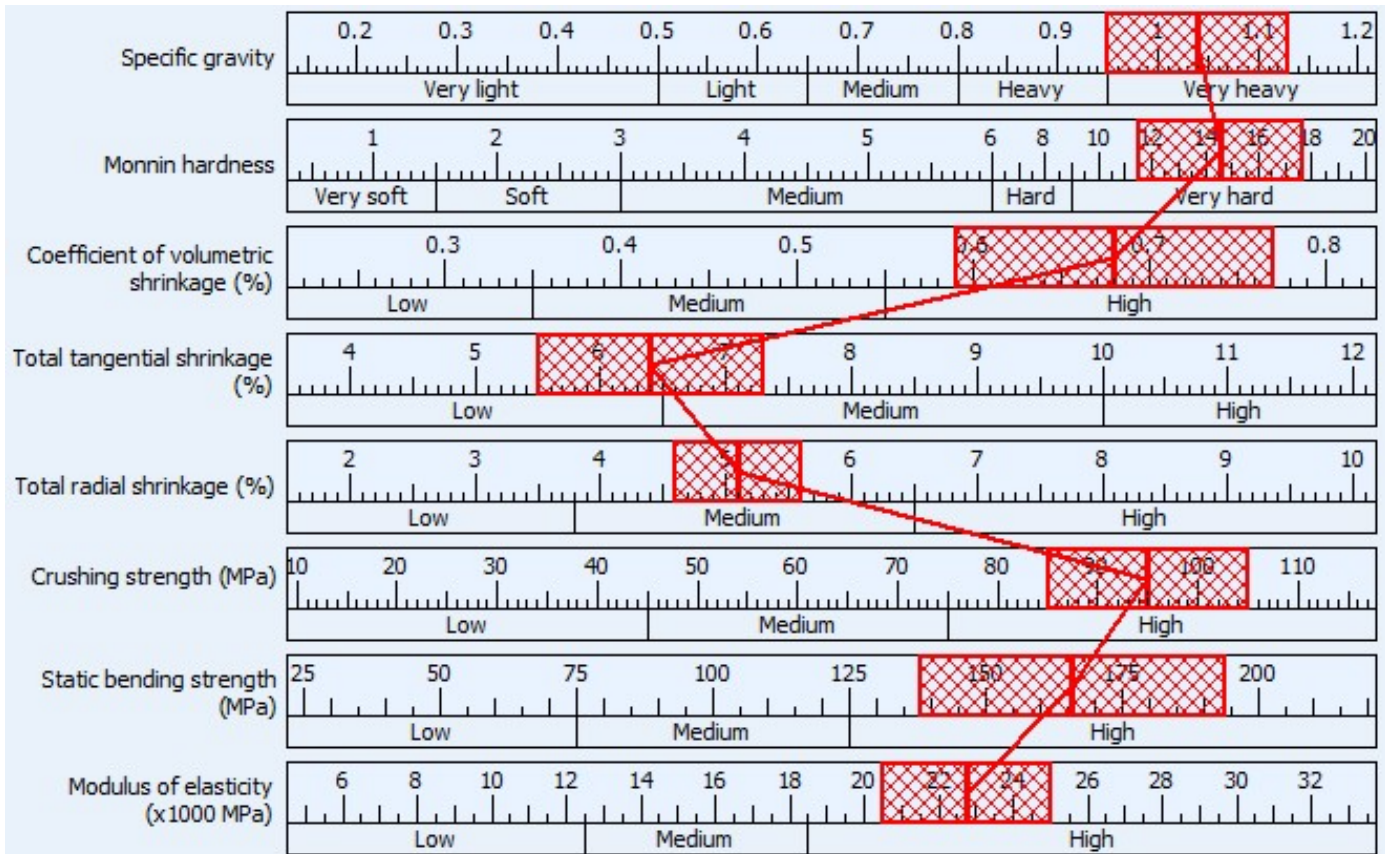 0.2 0.3 0.4 0.5 0.6 0.7 0.8 0.9 1 1.1 1.2
Specific gravity
Very light Light Medium Heavy Very heavy
1 2 3 4 5 6 8 10 12 14 16 18 20
Monnin hardness
Very soft Soft Medium Hard Very hard
0.3 0.4 0.5 0.6 0.7 0.8
Coefficient of volumetric
shrinkage (%)
Low Medium High
4 5 6 7 8 9 10 11 12
Total tangential shrinkage
(%)
Low Medium High
2 3 4 5 6 7 8 9 10
Total radial shrinkage (%)
Low Medium High
10 20 30 40 50 60 70 80 90 100 110
Crushing strength (MPa)
Low Medium High
25 50 75 100 125 150 175 200
Static bending strength
(MPa)
Low Medium High
6 8 10 12 14 16 18 20 22 24 26 28 30 32
Modulus of elasticity
(x1000 MPa)
Low Medium High